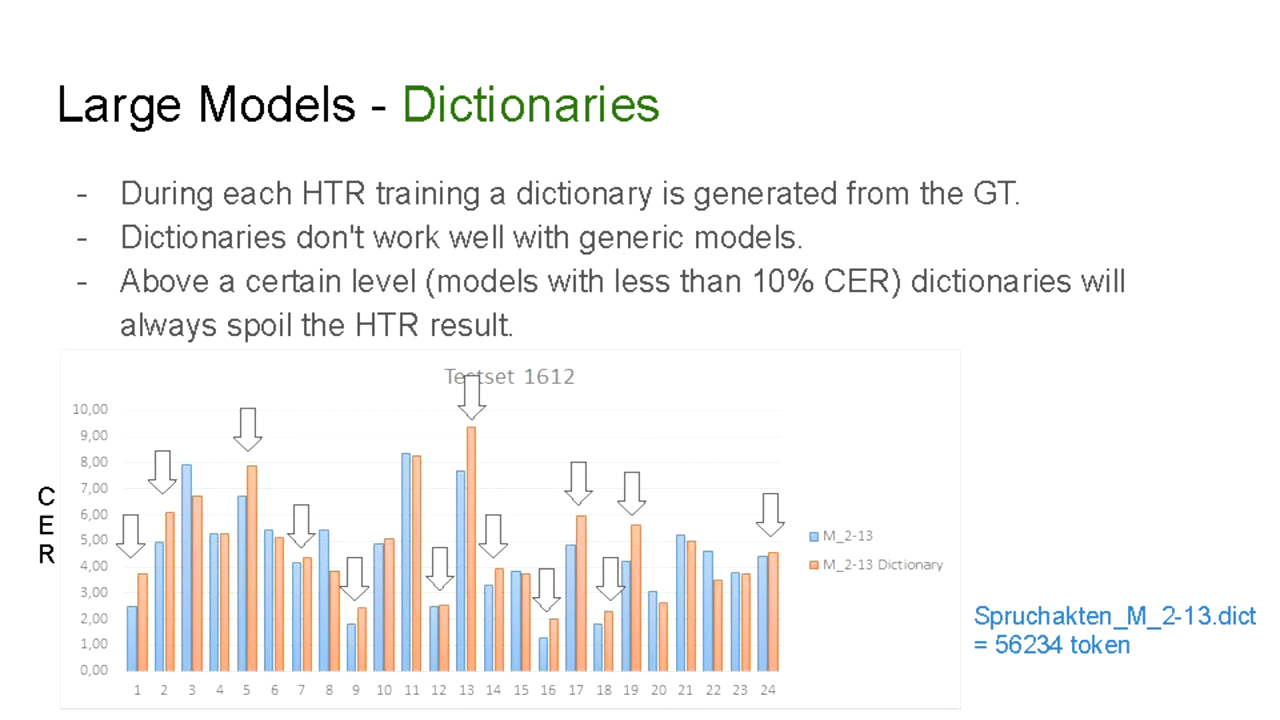 Large Models - Dictionaries
- During each HTR training a dictionary is generated from the GT.
- Dictionaries don't work well with generic models.
- Above a certain level (models with less than 10% CER) dictionaries will
always spoil the HTR result.
Testset 1612
10,00
9,00
8,00
7,00
6,00
5,00
4,00
3,00
2,00
1,00
0,00
C
E
R
1 2 3 4 5 6 7 8 9 10 11 12 13 14 15 16 17 18 19 20 21 22 23 24
M_2-13
M_2-13 Dictionary
Spruchakten_M_2-13.dict
= 56234 token